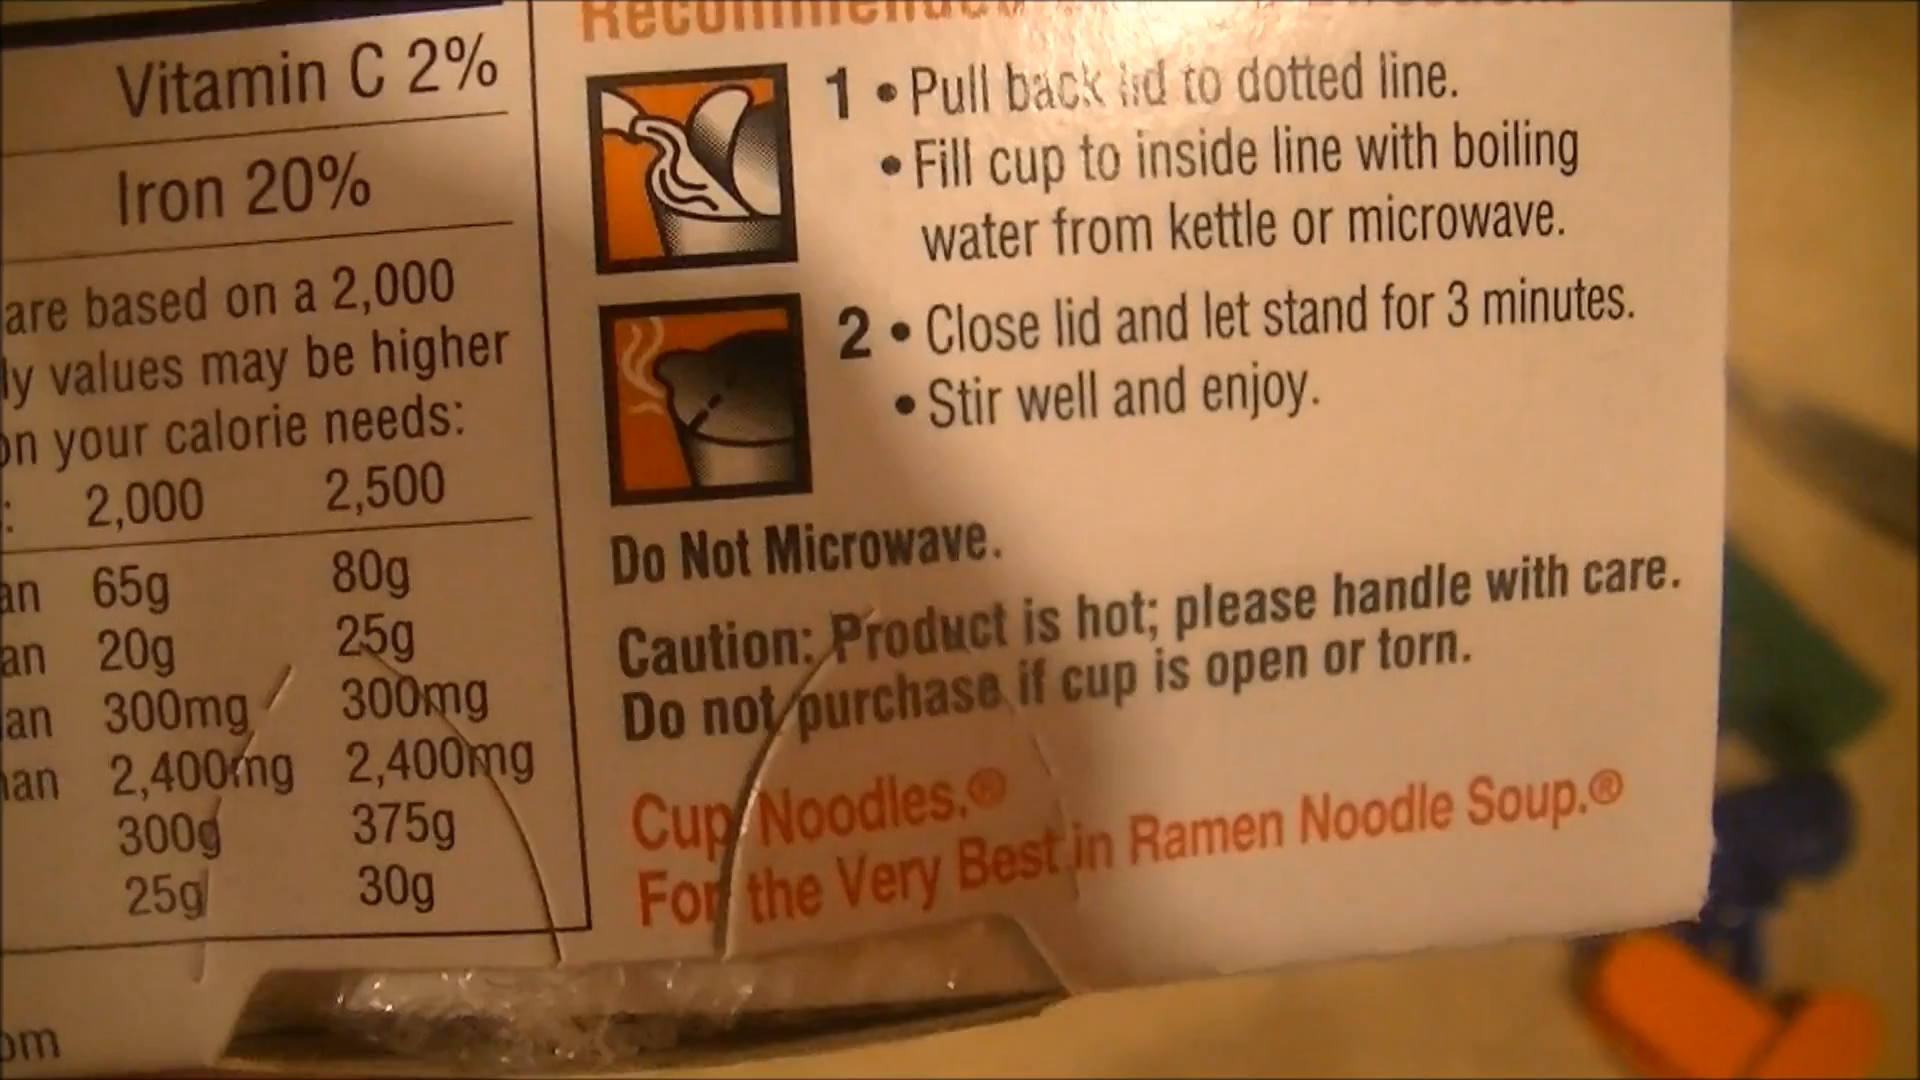 Vitamin C 2%
Iron 20%
are based on a 2,000
ly values may be higher
on your calorie needs:
: 2,000 2,500
an 65g 80g
an 20g 25g
an 300mg 300mg
an 2,400mg 2,400mg
300g 375g
25g 30g
om
Recommended
1 • Pull back lid to dotted line.
• Fill cup to inside line with boiling
water from kettle or microwave.
2 • Close lid and let stand for 3 minutes.
• Stir well and enjoy.
Do Not Microwave.
Caution: Product is hot; please handle with care.
Do not purchase if cup is open or torn.
Cup Noodles.®
For the Very Best in Ramen Noodle Soup.®